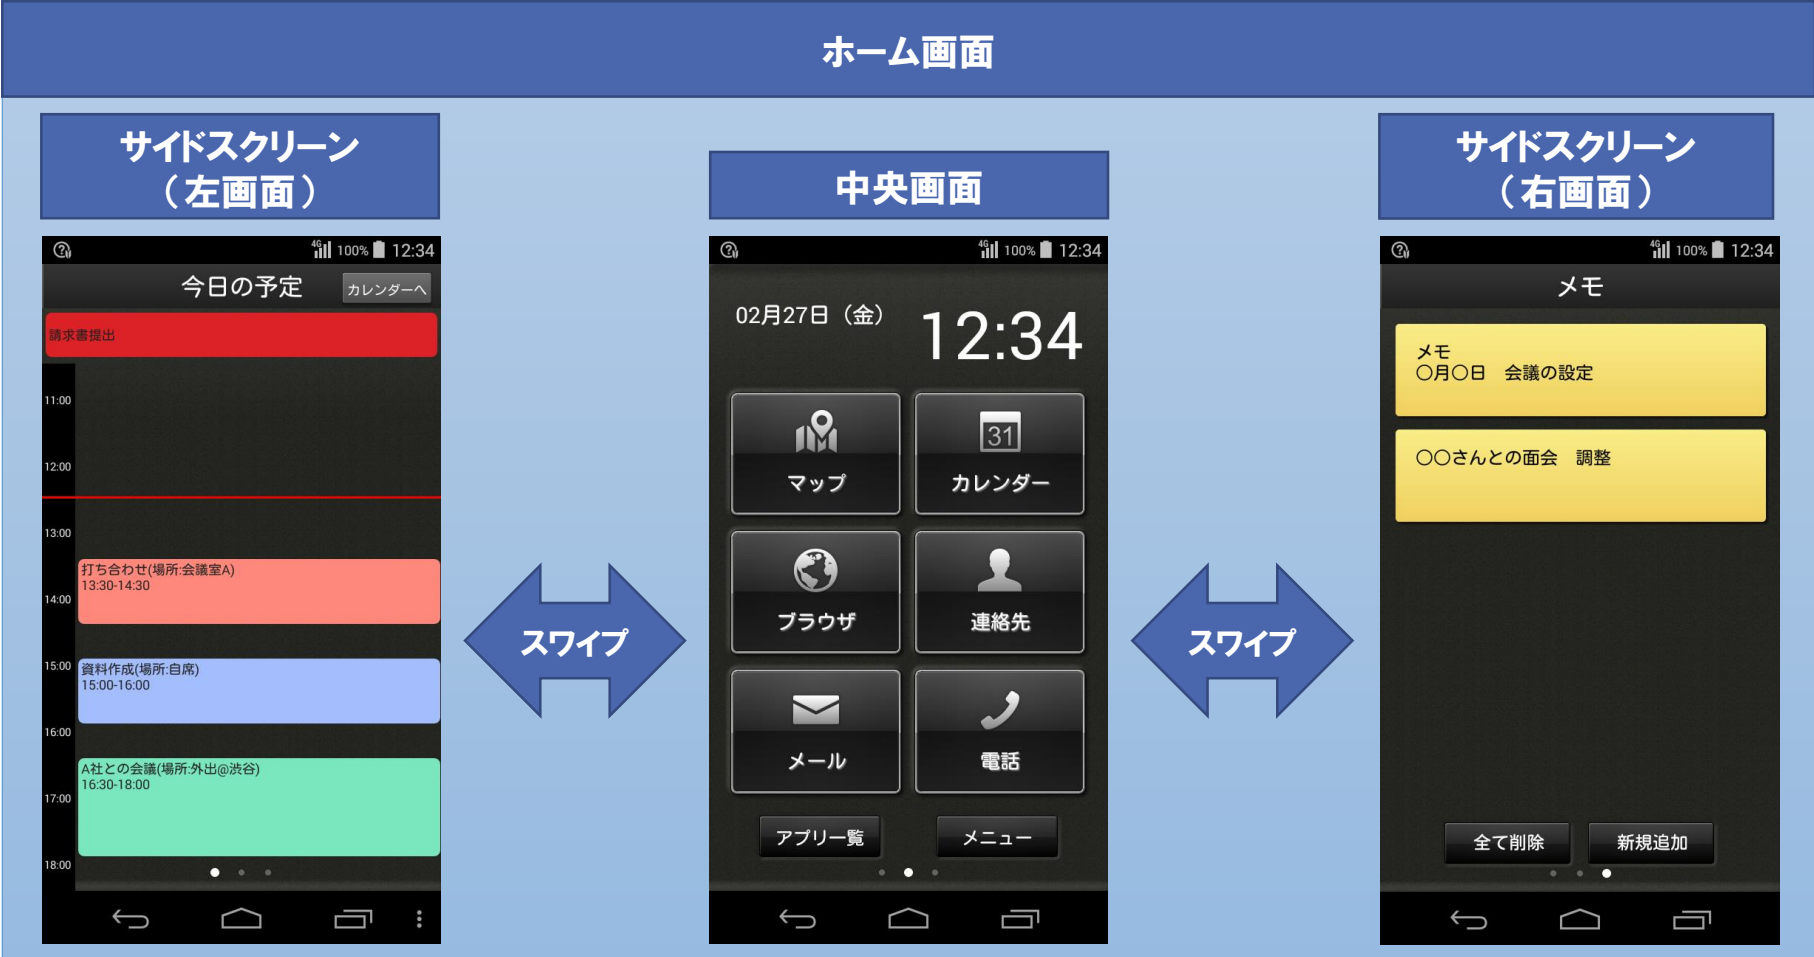 ホーム画面
サイドスクリーン
（左画面）
4G 100% 12:34
今日の予定
カレンダーへ
請求書提出
11:00
12:00
13:00
打ち合わせ(場所:会議室A)
13:30-14:30
14:00
15:00
資料作成(場所:自席)
15:00-16:00
16:00
A社との会議(場所:外出@渋谷)
16:30-18:00
17:00
18:00
スワイプ
中央画面
4G 100% 12:34
02月27日（金）
12:34
マップ
31
カレンダー
ブラウザ
連絡先
メール
電話
アプリ一覧
メニュー
スワイプ
サイドスクリーン
（右画面）
4G 100% 12:34
メモ
メモ
〇月〇日　会議の設定
〇〇さんとの面会　調整
全て削除
新規追加